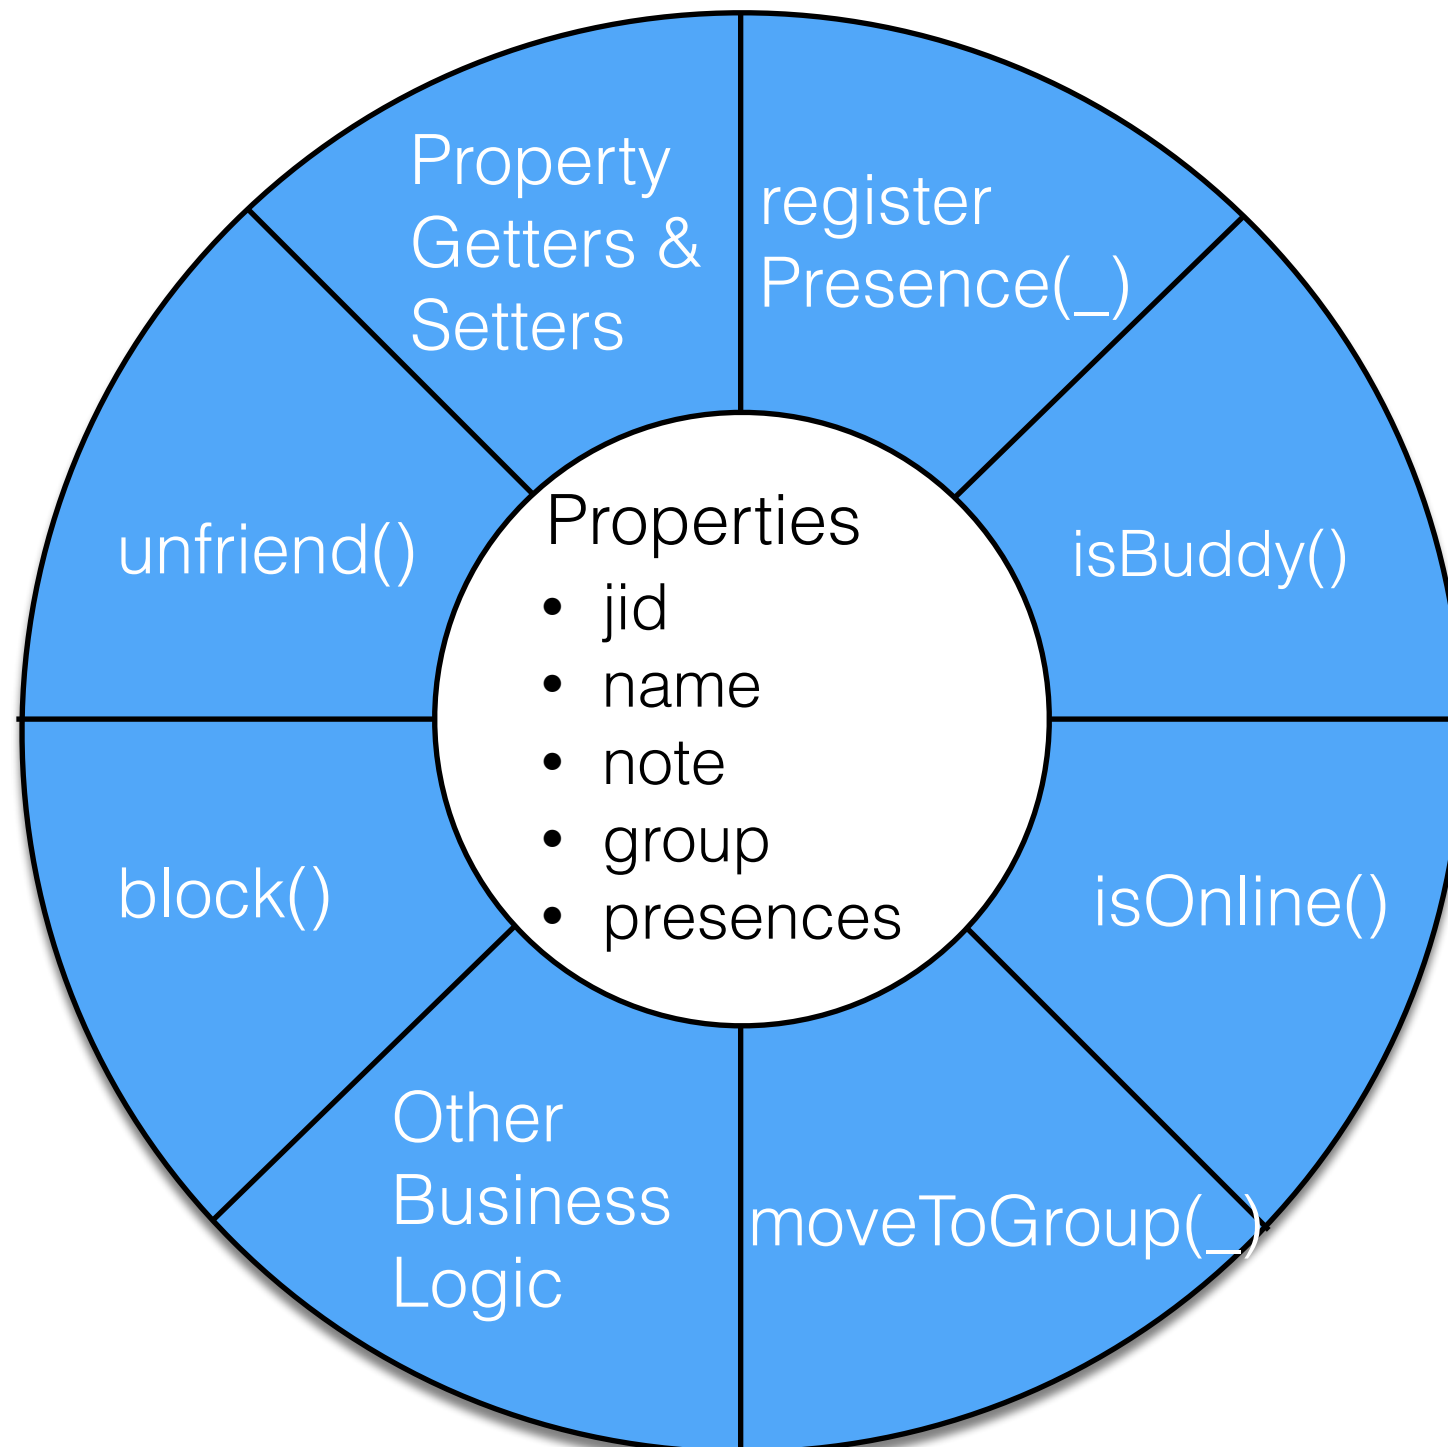 Property
Getters &
Setters
register
Presence(_)
unfriend()
isBuddy()
Properties
• jid
• name
• note
• group
• presences
block()
isOnline()
Other
Business
Logic
moveToGroup(_)